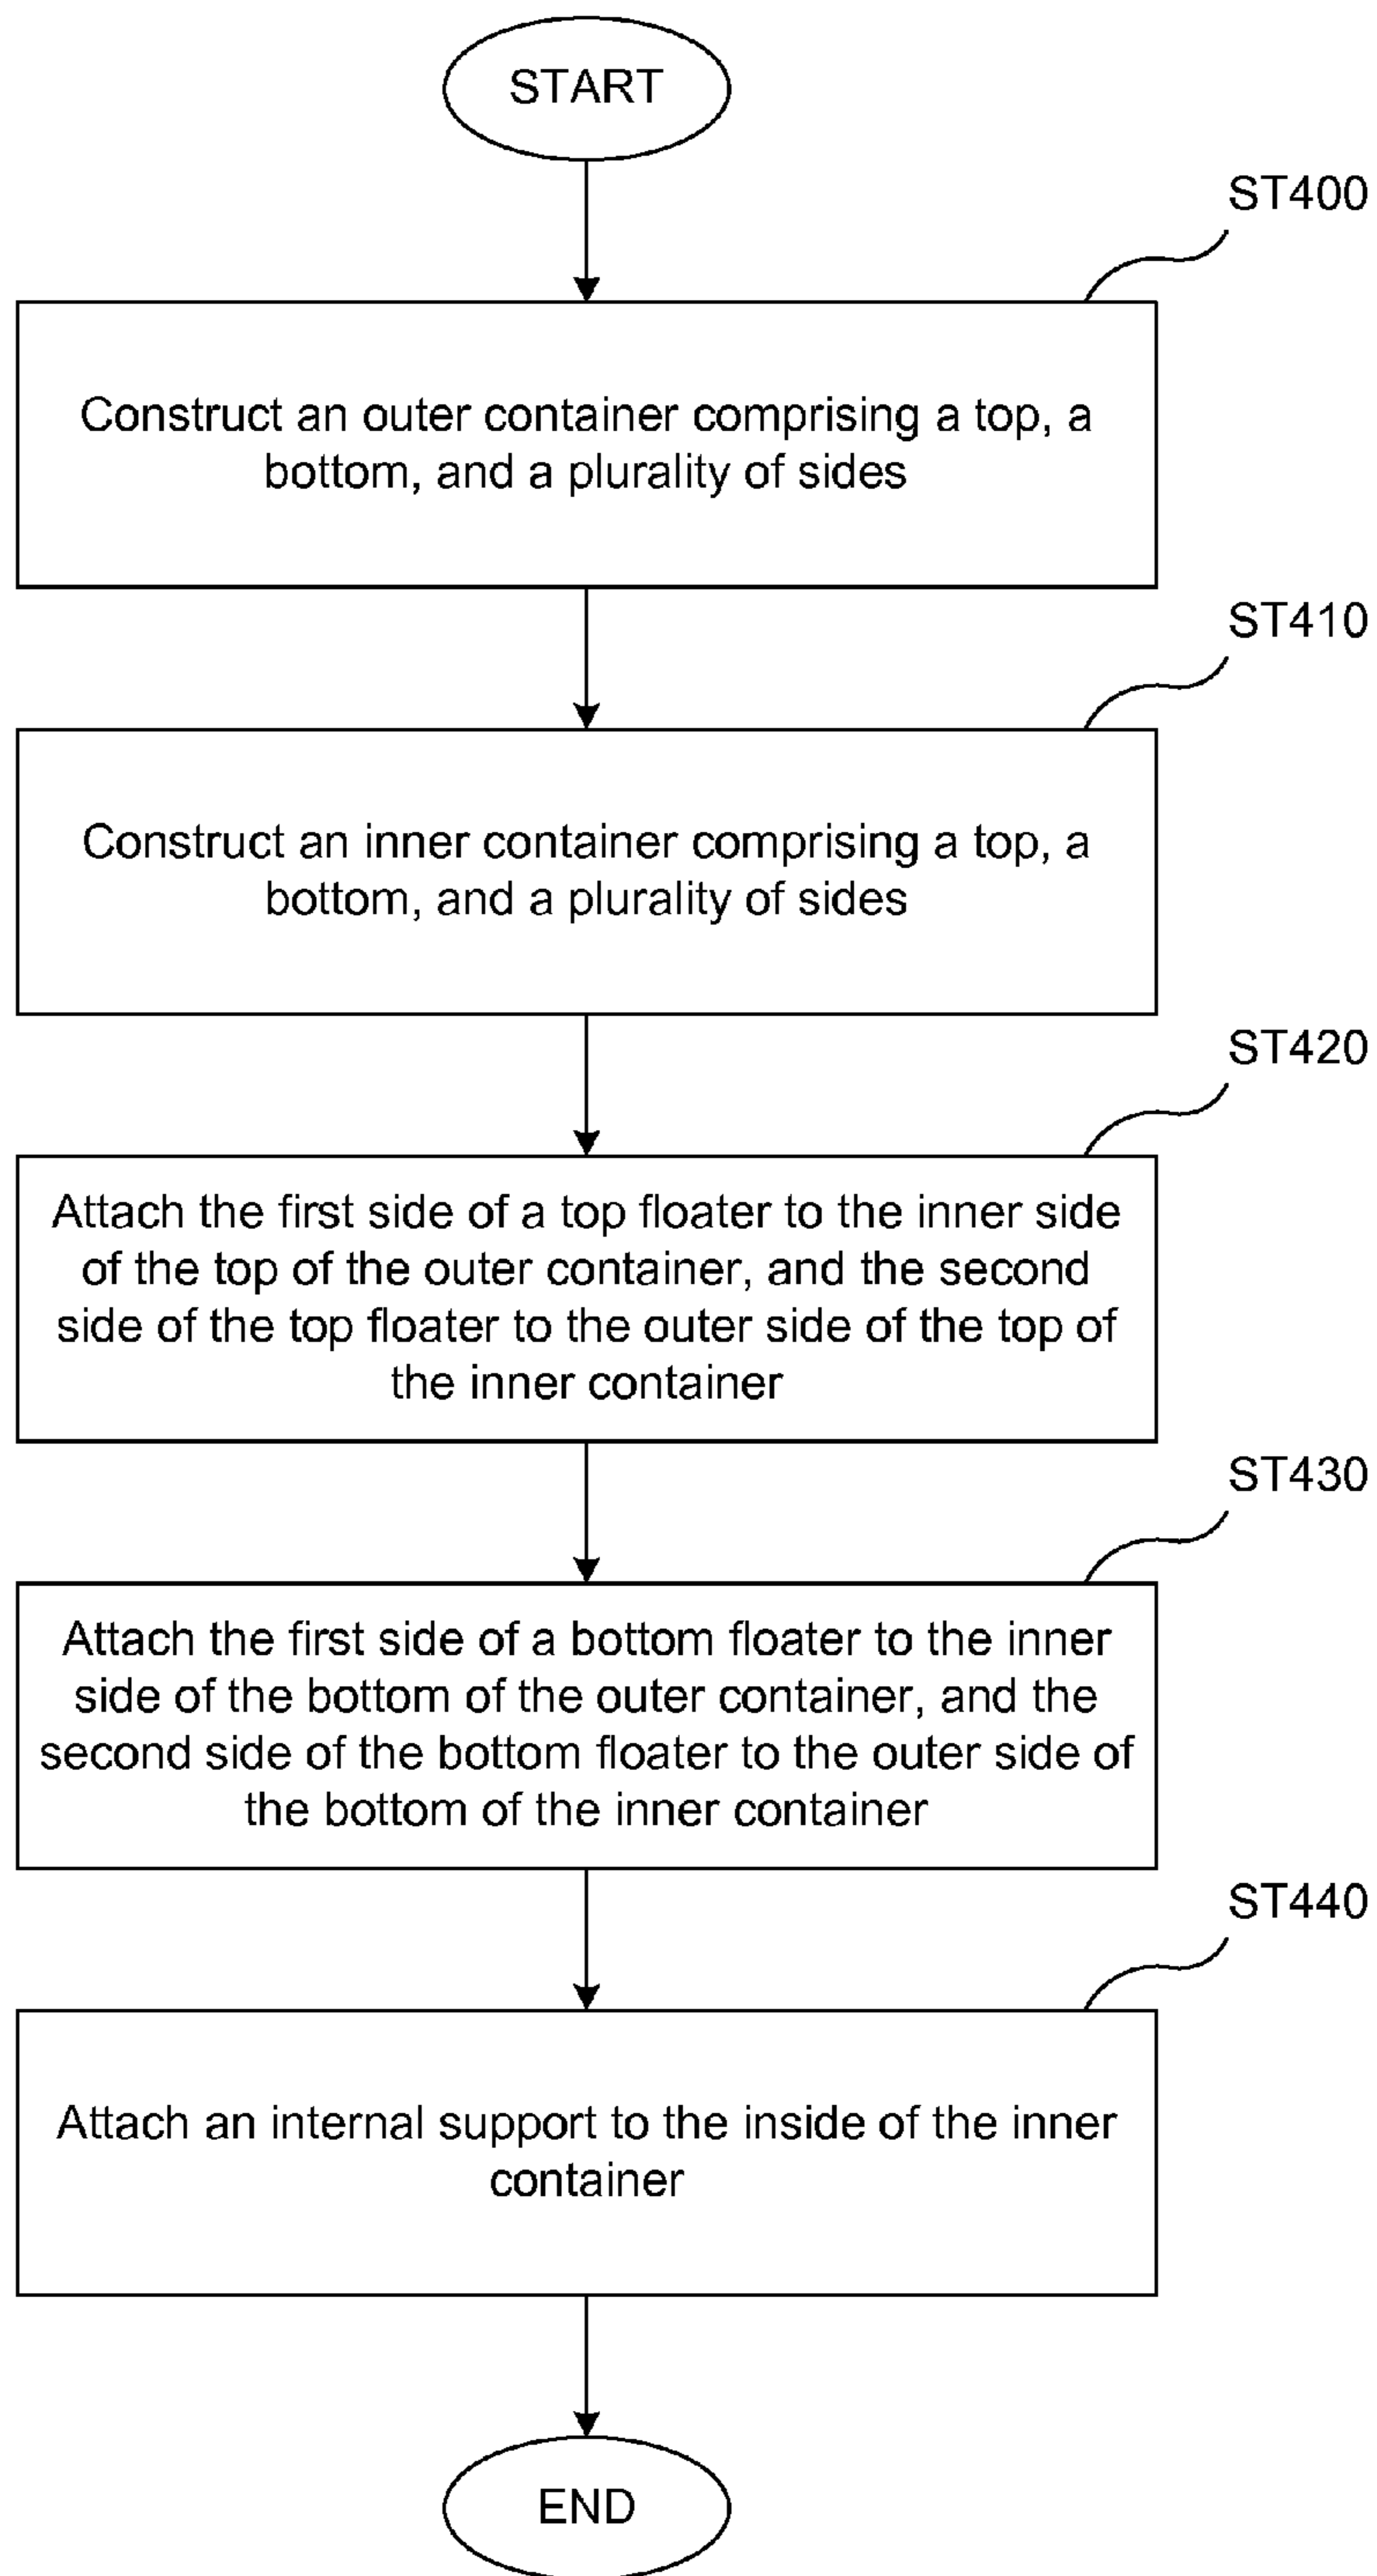 START
ST400
Construct an outer container comprising a top, a
bottom, and a plurality of sides
ST410
Construct an inner container comprising a top, a
bottom, and a plurality of sides
ST420
Attach the first side of a top floater to the inner side
of the top of the outer container, and the second
side of the top floater to the outer side of the top of
the inner container
ST430
Attach the first side of a bottom floater to the inner
side of the bottom of the outer container, and the
second side of the bottom floater to the outer side of
the bottom of the inner container
ST440
Attach an internal support to the inside of the inner
container
END